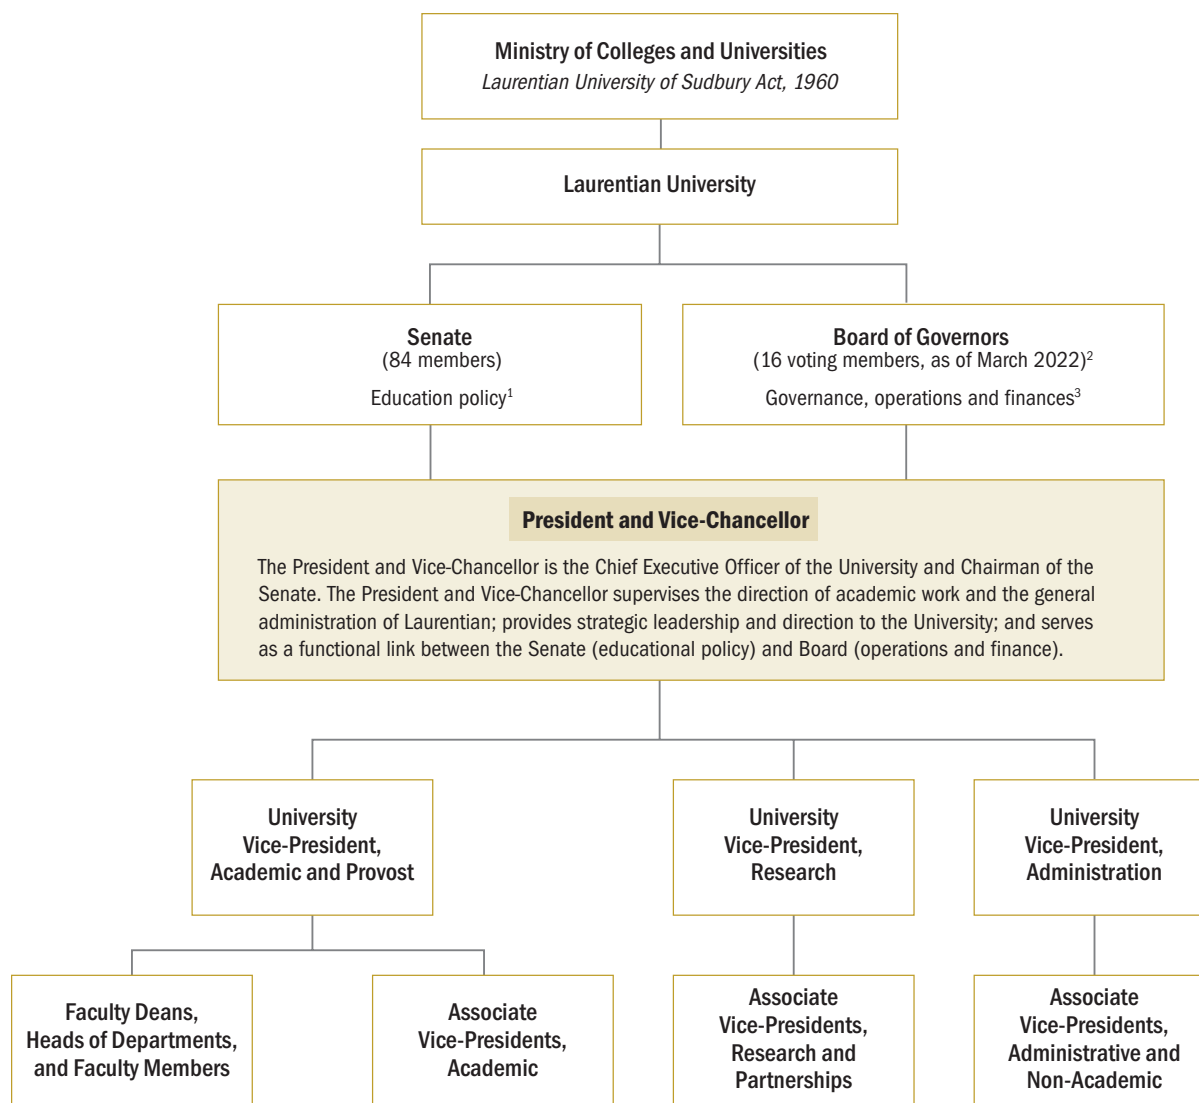 Ministry of Colleges and Universities
Laurentian University of Sudbury Act, 1960
Laurentian University
Senate
(84 members)
Education policy¹
Board of Governors
(16 voting members, as of March 2022)²
Governance, operations and finances³
President and Vice-Chancellor
The President and Vice-Chancellor is the Chief Executive Officer of the University and Chairman of the
Senate. The President and Vice-Chancellor supervises the direction of academic work and the general
administration of Laurentian; provides strategic leadership and direction to the University; and serves
as a functional link between the Senate (educational policy) and Board (operations and finance).
University
Vice-President,
Academic and Provost
University
Vice-President,
Research
University
Vice-President,
Administration
Faculty Deans,
Heads of Departments,
and Faculty Members
Associate
Vice-Presidents,
Academic
Associate
Vice-Presidents,
Research and
Partnerships
Associate
Vice-Presidents,
Administrative and
Non-Academic